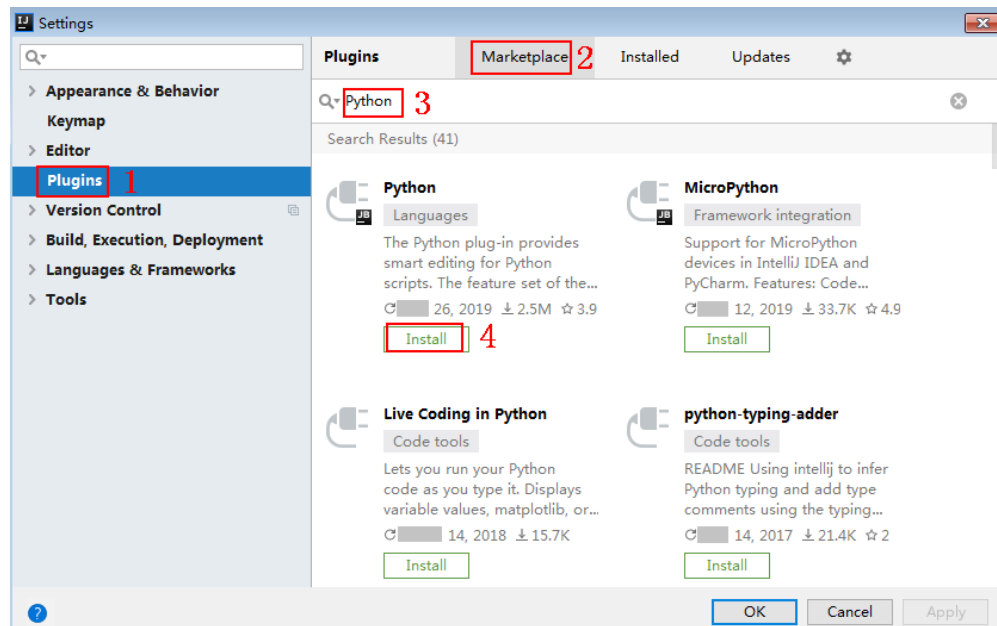 IJ Settings
Appearance & Behavior
Keymap
Editor
Plugins 1
Version Control
Build, Execution, Deployment
Languages & Frameworks
Tools
Plugins Marketplace 2 Installed Updates
Python 3
Search Results (41)
Python
JB Languages
The Python plug-in provides
smart editing for Python
scripts. The feature set of the...
26, 2019 2.5M 3.9
Install 4
MicroPython
JB Framework integration
Support for MicroPython
devices in IntelliJ IDEA and
PyCharm. Features: Code...
12, 2019 33.7K 4.9
Install
Live Coding in Python
Code tools
Lets you run your Python
code as you type it. Displays
variable values, matplotlib, or...
14, 2018 15.7K
Install
python-typing-adder
Code tools
README Using intellij to infer
Python typing and add type
comments using the typing...
14, 2017 21.4K 2
Install
? OK Cancel Apply